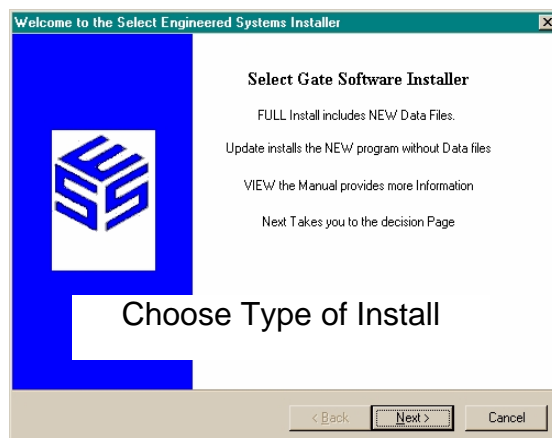 Welcome to the Select Engineered Systems Installer
Select Gate Software Installer
FULL Install includes NEW Data Files.
Update installs the NEW program without Data files
VIEW the Manual provides more Information
Next Takes you to the decision Page
SES
Choose Type of Install
< Back Next > Cancel